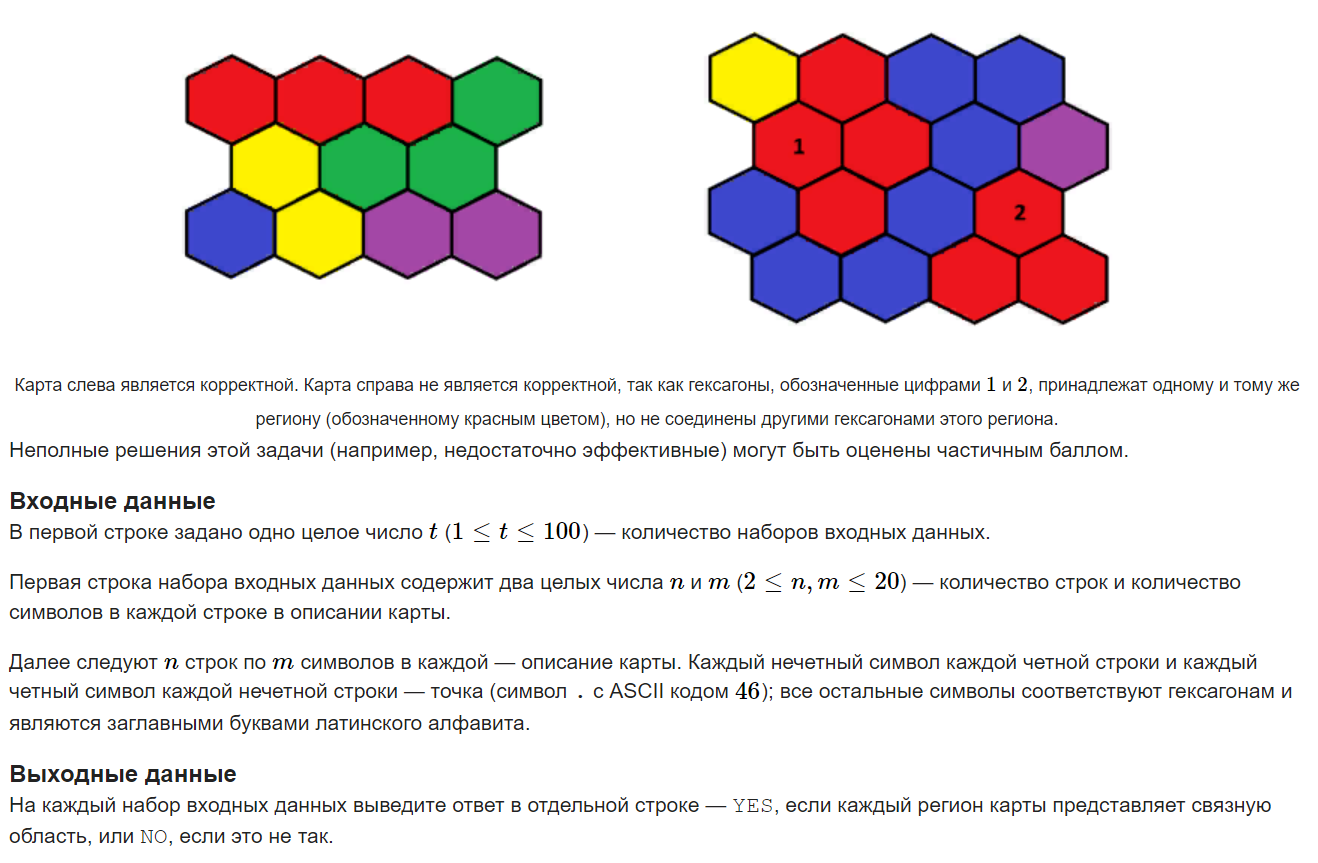 1
2
Карта слева является корректной. Карта справа не является корректной, так как гексагоны, обозначенные цифрами 1 и 2, принадлежат одному и тому же
региону (обозначенному красным цветом), но не соединены другими гексагонами этого региона.
Неполные решения этой задачи (например, недостаточно эффективные) могут быть оценены частичным баллом.
Входные данные
В первой строке задано одно целое число t (1 ≤ t ≤ 100) — количество наборов входных данных.
Первая строка набора входных данных содержит два целых числа n и m (2 ≤ n, m ≤ 20) — количество строк и количество
символов в каждой строке в описании карты.
Далее следуют n строк по m символов в каждой — описание карты. Каждый нечетный символ каждой четной строки и каждый
четный символ каждой нечетной строки — точка (символ . с ASCII кодом 46); все остальные символы соответствуют гексагонам и
являются заглавными буквами латинского алфавита.
Выходные данные
На каждый набор входных данных выведите ответ в отдельной строке — YES, если каждый регион карты представляет связную
область, или NO, если это не так.